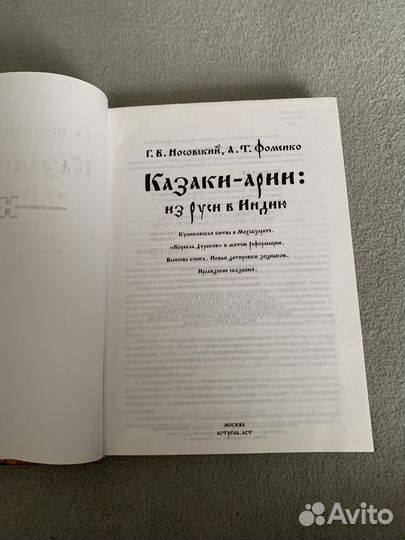 Г. В. Носовский, А. Т. Фоменко
Казаки-арии:
из Руси в Индию
Куликовская битва в Махабхарате.
«Корабль Дураков» и мятеж Реформации.
Велесова книга. Новые датировки зодиаков.
Ирландские сказания.
МОСКВА
АСТРЕЛЬ, АСТ
Avito